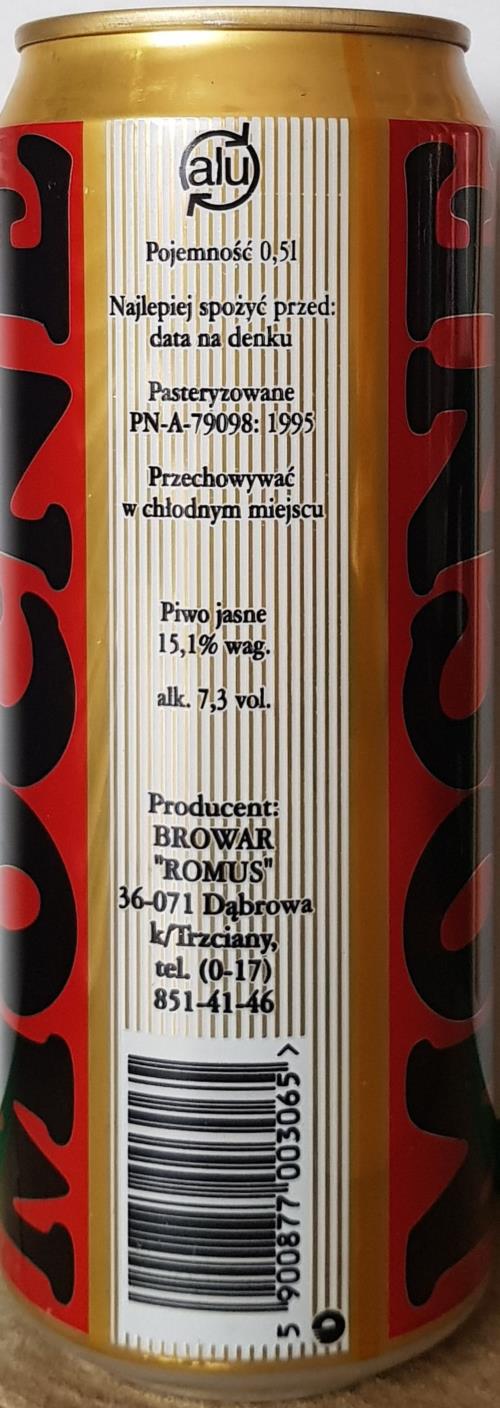 alu
Pojemność 0,5l
Najlepiej spożyć przed:
data na denku
Pasteryzowane
PN-A-79098: 1995
Przechowywać
w chłodnym miejscu
Piwo jasne
15,1% wag.
alk. 7,3 vol.
Producent:
BROWAR
"ROMUS"
36-071 Dąbrowa
k/Trzciany,
tel. (0-17)
851-41-46
5 900877 003065 >
MOCNE
MOCNE